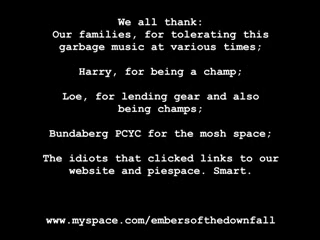 We all thank:
Our families, for tolerating this
garbage music at various times;
Harry, for being a champ;
Loe, for lending gear and also
being champs;
Bundaberg PCYC for the mosh space;
The idiots that clicked links to our
website and piespace. Smart.
www.myspace.com/embersofthedownfall